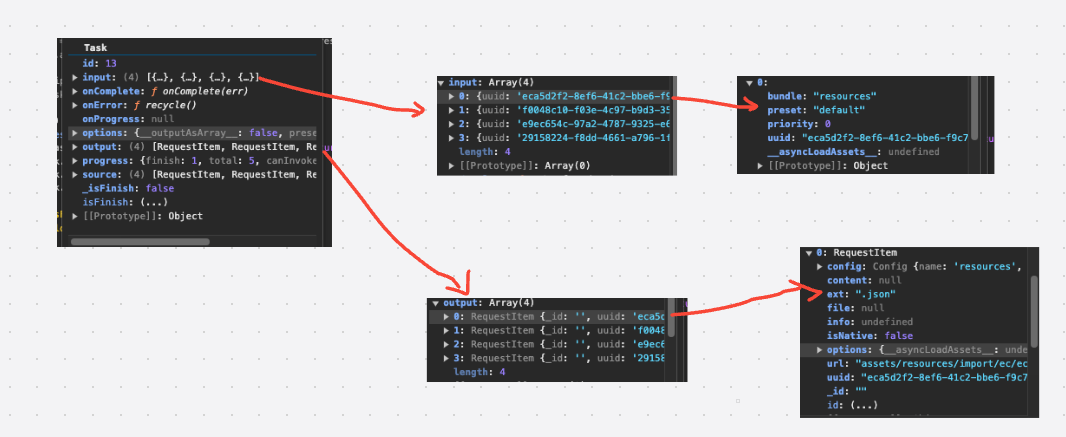 Task
id: 13
input: (4) [{…}, {…}, {…}, {…}]
onComplete: ƒ onComplete(err)
onError: ƒ recycle()
onProgress: null
options: {__outputAsArray__: false, prese
output: (4) [RequestItem, RequestItem, Re
progress: {finish: 1, total: 5, canInvoke
source: (4) [RequestItem, RequestItem, Re
_isFinish: false
isFinish: (...)
[[Prototype]]: Object
input: Array(4)
0: {uuid: 'eca5d2f2-8ef6-41c2-bbe6-f9
1: {uuid: 'f0048c10-f03e-4c97-b9d3-35
2: {uuid: 'e9ec654c-97a2-4787-9325-e6
3: {uuid: '29158224-f8dd-4661-a796-1f
length: 4
[[Prototype]]: Array(0)
0:
bundle: "resources"
preset: "default"
priority: 0
uuid: "eca5d2f2-8ef6-41c2-bbe6-f9c7
__asyncLoadAssets__: undefined
[[Prototype]]: Object
output: Array(4)
0: RequestItem {_id: '', uuid: 'eca5d
1: RequestItem {_id: '', uuid: 'f0048
2: RequestItem {_id: '', uuid: 'e9ec6
3: RequestItem {_id: '', uuid: '29158
length: 4
0: RequestItem
config: Config {name: 'resources',
content: null
ext: ".json"
file: null
info: undefined
isNative: false
options: {__asyncLoadAssets__: unde
url: "assets/resources/import/ec/ec
uuid: "eca5d2f2-8ef6-41c2-bbe6-f9c7
_id: ""
id: (...)